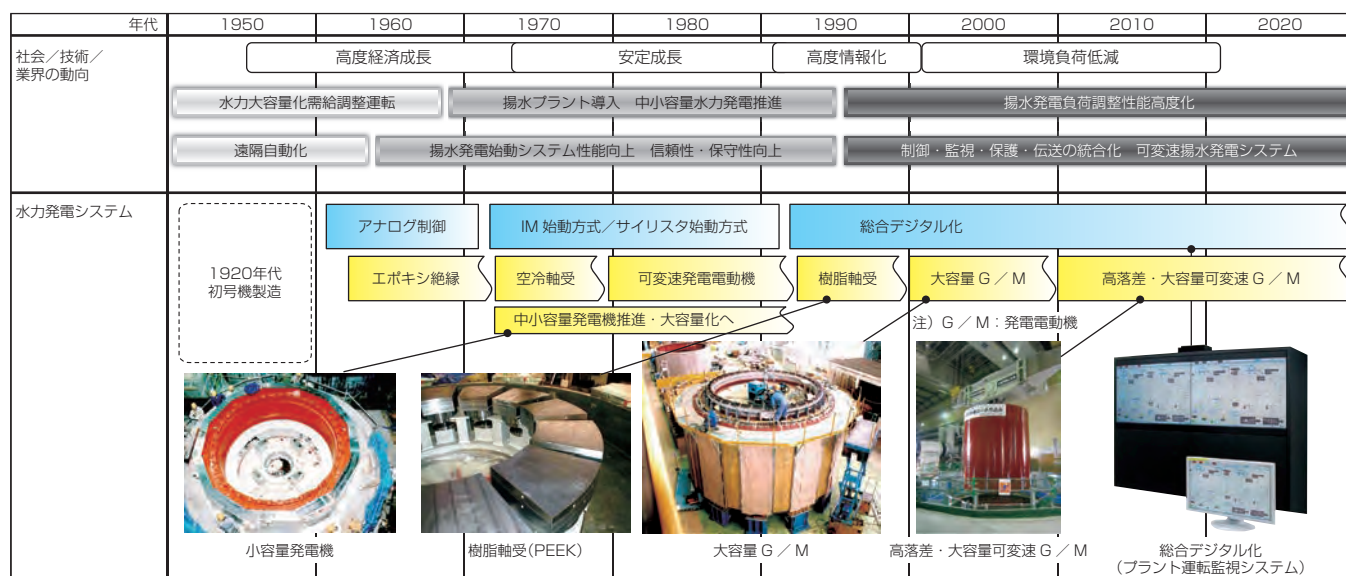 年代 1950 1960 1970 1980 1990 2000 2010 2020
社会／技術／
業界の動向
高度経済成長 安定成長 高度情報化 環境負荷低減
水力大容量化需給調整運転 揚水プラント導入 中小容量水力発電推進 揚水発電負荷調整性能高度化
遠隔自動化 揚水発電始動システム性能向上 信頼性・保守性向上 制御・監視・保護・伝送の統合化 可変速揚水発電システム
水力発電システム
1920年代
初号機製造
アナログ制御 IM 始動方式／サイリスタ始動方式 総合デジタル化
エポキシ絶縁 空冷軸受 可変速発電電動機 樹脂軸受 大容量 G ／ M 高落差・大容量可変速 G ／ M
中小容量発電機推進・大容量化へ
注）G ／ M：発電電動機
小容量発電機 樹脂軸受(PEEK) 大容量 G ／ M 高落差・大容量可変速 G ／ M 総合デジタル化
（プラント運転監視システム）